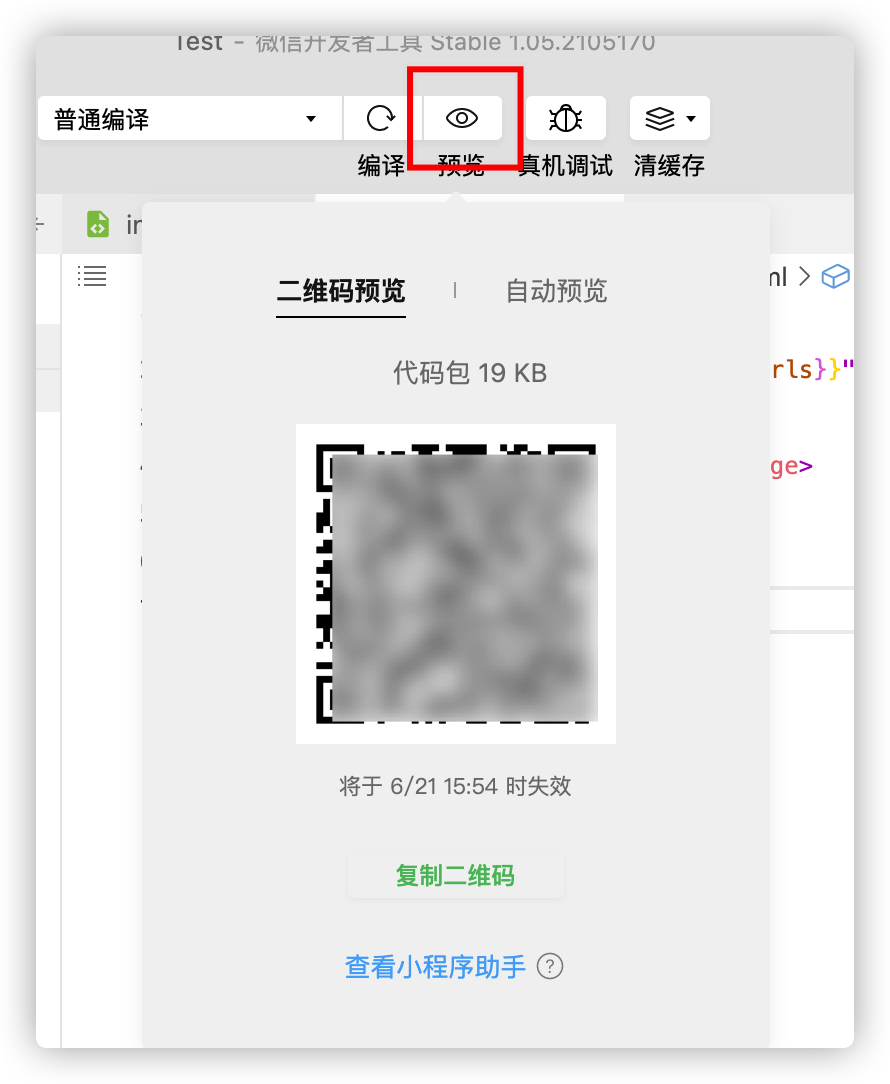 Test - 微信开发者工具 Stable 1.05.2105170
普通编译
编译 预览 真机调试 清缓存
二维码预览 自动预览
rls}}"
代码包 19 KB
ge>
将于 6/21 15:54 时失效
复制二维码
查看小程序助手 ?